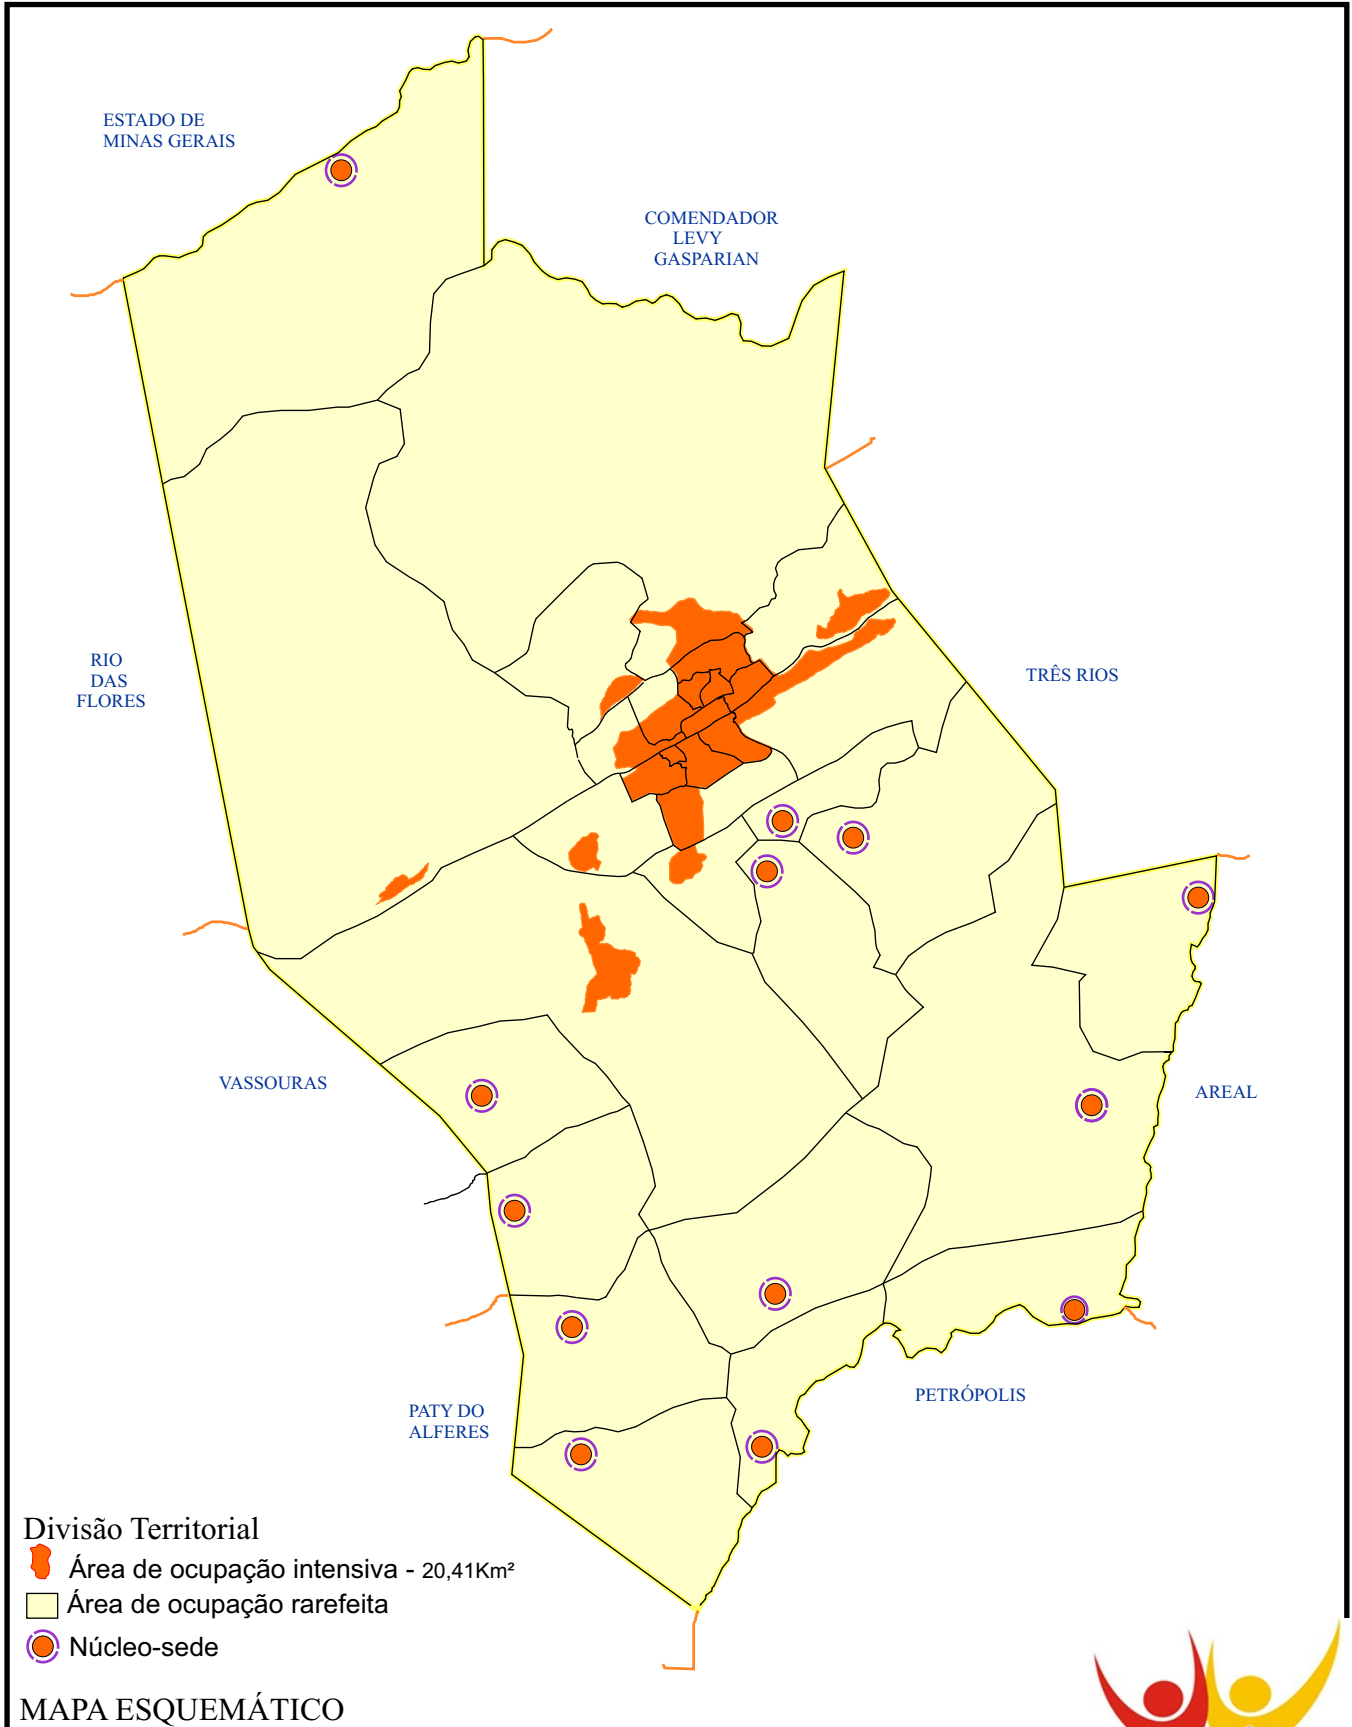 ESTADO DE
MINAS GERAIS
COMENDADOR
LEVY
GASPARIAN
RIO
DAS
FLORES
TRÊS RIOS
VASSOURAS
AREAL
PATY DO
ALFERES
PETRÓPOLIS
Divisão Territorial
Área de ocupação intensiva - 20,41Km²
Área de ocupação rarefeita
Núcleo-sede
MAPA ESQUEMÁTICO